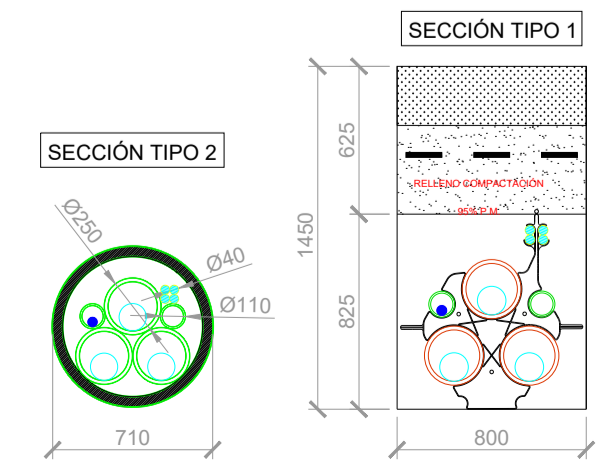 SECCIÓN TIPO 1
SECCIÓN TIPO 2
625
RELLENO COMPACTACIÓN
95% P.M.
1450
825
Ø250
Ø40
Ø110
710
800